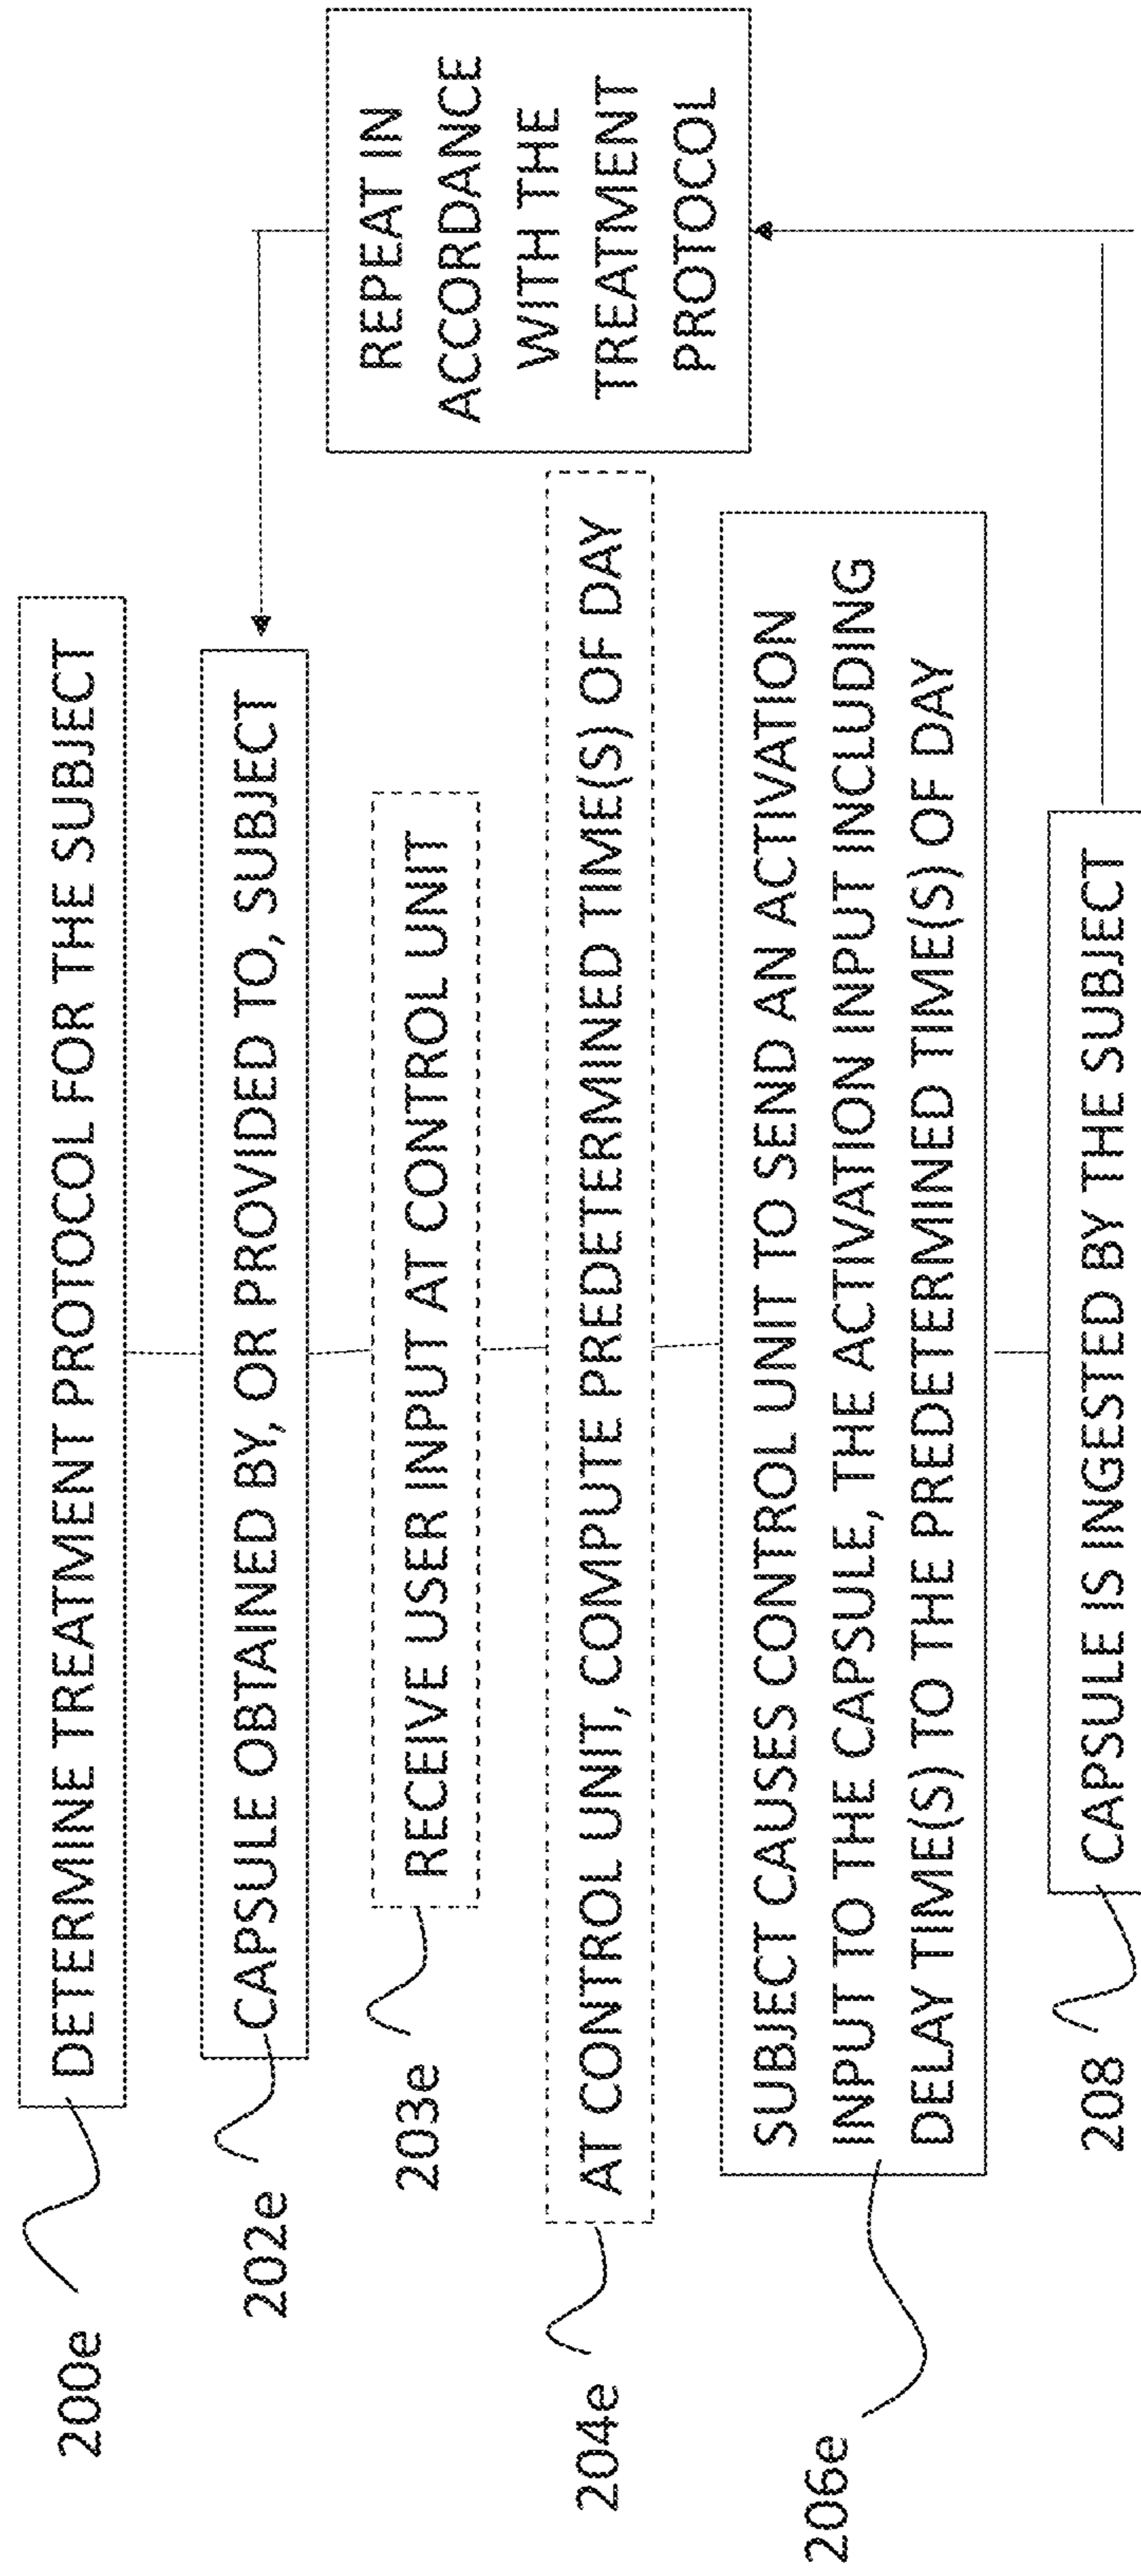 200e
DETERMINE TREATMENT PROTOCOL FOR THE SUBJECT
202e
CAPSULE OBTAINED BY, OR PROVIDED TO, SUBJECT
203e
RECEIVE USER INPUT AT CONTROL UNIT
204e
AT CONTROL UNIT, COMPUTE PREDETERMINED TIME(S) OF DAY
206e
SUBJECT CAUSES CONTROL UNIT TO SEND AN ACTIVATION
INPUT TO THE CAPSULE, THE ACTIVATION INPUT INCLUDING
DELAY TIME(S) TO THE PREDETERMINED TIME(S) OF DAY
208
CAPSULE IS INGESTED BY THE SUBJECT
REPEAT IN
ACCORDANCE
WITH THE
TREATMENT
PROTOCOL